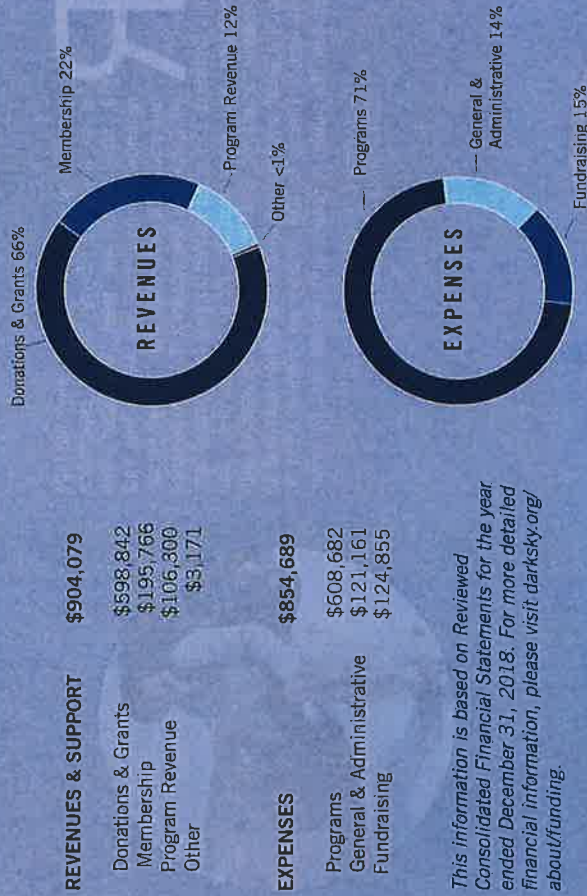 REVENUES & SUPPORT $904,079
Donations & Grants $598,842
Membership $195,766
Program Revenue $106,300
Other $3,171
EXPENSES $854,689
Programs $608,682
General & Administrative $121,161
Fundraising $124,855
This information is based on Reviewed
Consolidated Financial Statements for the year
ended December 31, 2018. For more detailed
financial information, please visit darksky.org/
about/funding.
Donations & Grants 66%
Membership 22%
REVENUES
Program Revenue 12%
Other <1%
Programs 71%
EXPENSES
General &
Administrative 14%
Fundraising 15%